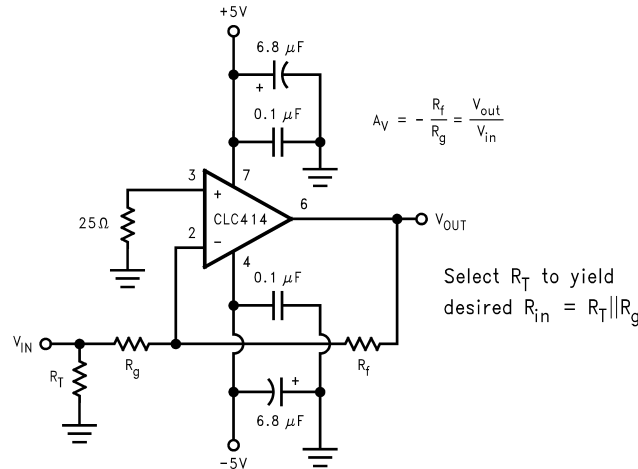 +5V
6.8 μF
+
0.1 μF
A_V = - R_f/R_g = V_out/V_in
3
7
+
6
CLC414
V_OUT
25Ω
2
-
4
0.1 μF
Select R_T to yield
desired R_in = R_T||R_g
V_IN
R_T
R_g
R_f
+
6.8 μF
-5V